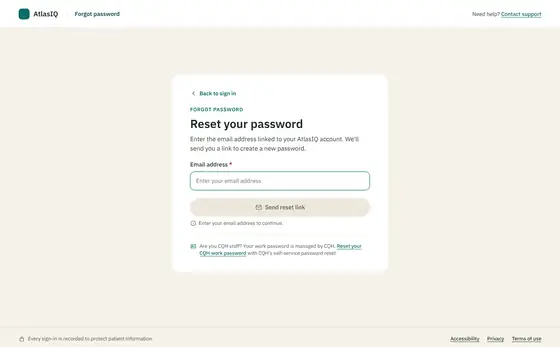 AtlasIQ
Forgot password
Need help? Contact support
Back to sign in
FORGOT PASSWORD
Reset your password
Enter the email address linked to your AtlasIQ account. We'll
send you a link to create a new password.
Email address *
Enter your email address
Send reset link
Enter your email address to continue.
Are you CQH staff? Your work password is managed by CQH. Reset your
CQH work password with CQH's self-service password reset
Every sign-in is recorded to protect patient information.
Accessibility
Privacy
Terms of use